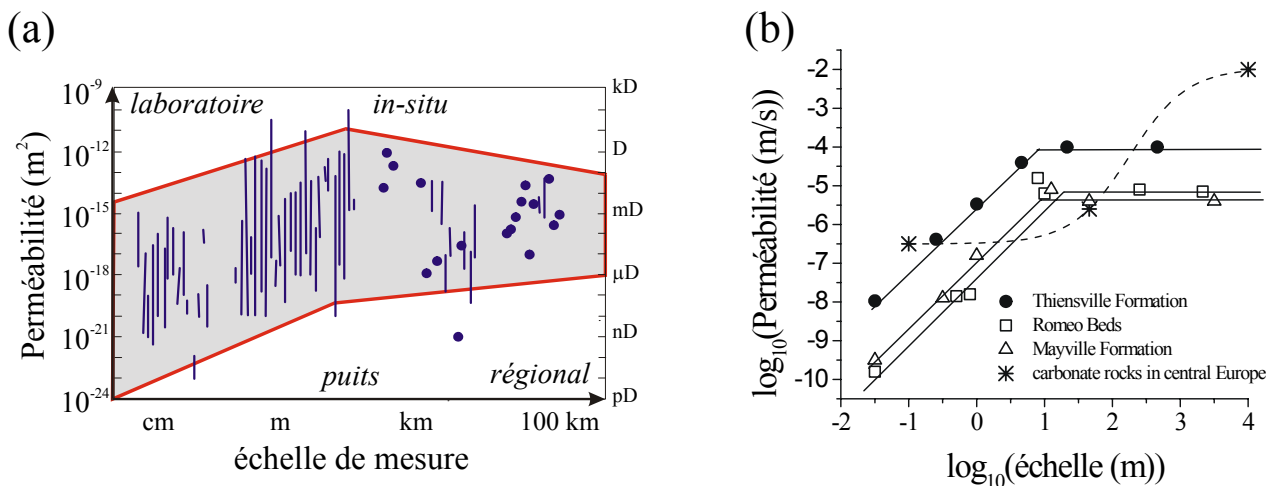 (a)
Perméabilité (m²)
10⁻⁹
10⁻¹²
10⁻¹⁵
10⁻¹⁸
10⁻²¹
10⁻²⁴
laboratoire
in-situ
puits
régional
kD
D
mD
µD
nD
pD
cm
m
km
100 km
échelle de mesure
(b)
log₁₀(Perméabilité (m/s))
-2
-4
-5
-6
-7
-8
-9
-10
Thiensville Formation
Romeo Beds
Mayville Formation
carbonate rocks in central Europe
-2
-1
0
1
2
3
4
log₁₀(échelle (m))